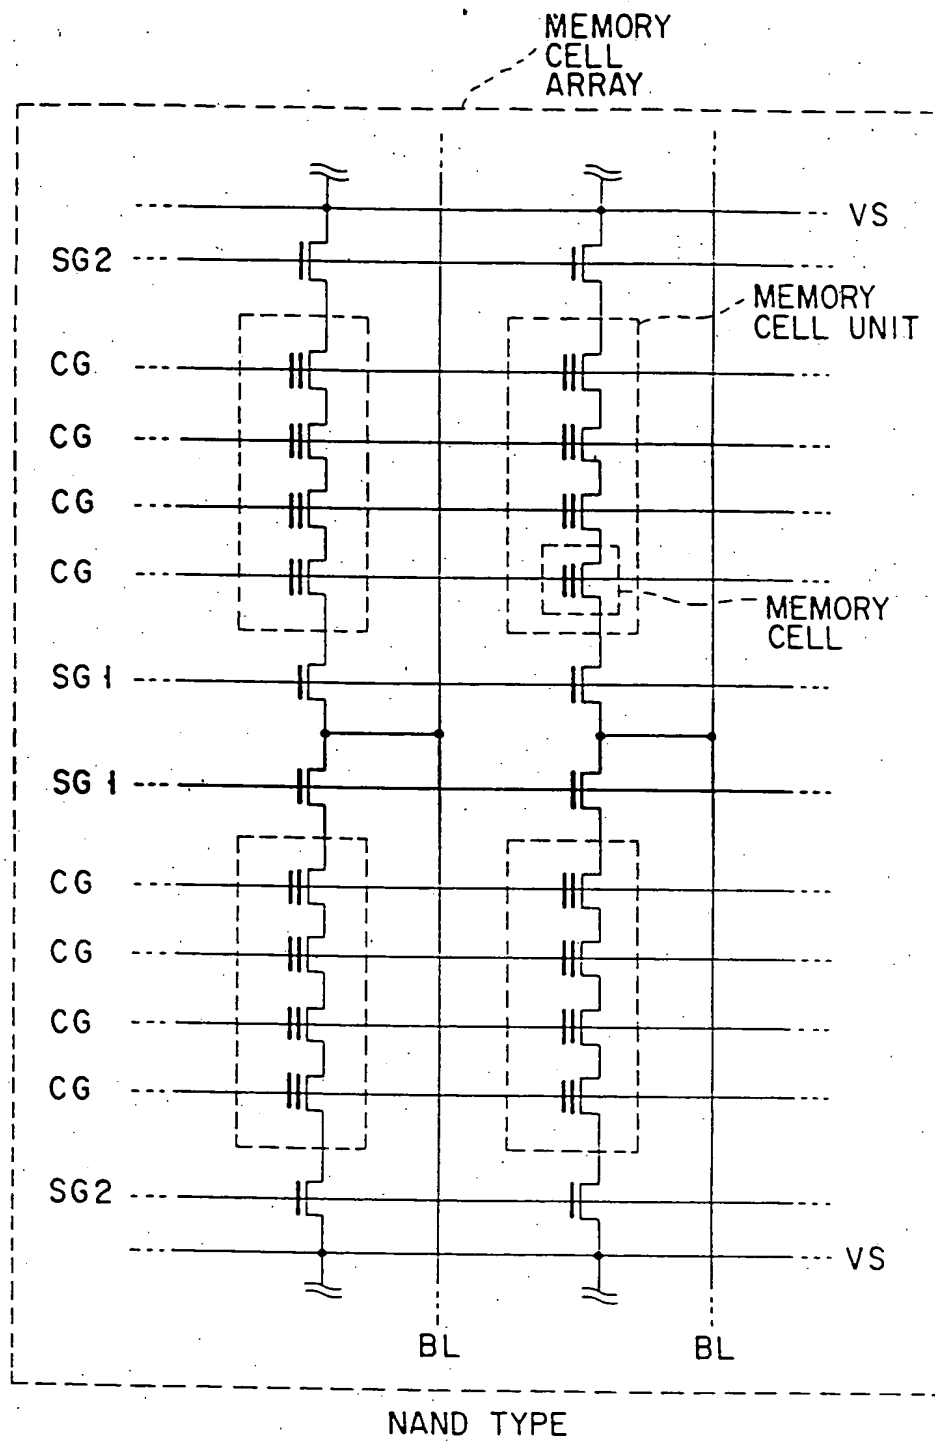 MEMORY
CELL
ARRAY
VS
SG2
MEMORY
CELL UNIT
CG
CG
CG
CG
MEMORY
CELL
SG1
SG1
CG
CG
CG
CG
SG2
VS
BL BL
NAND TYPE